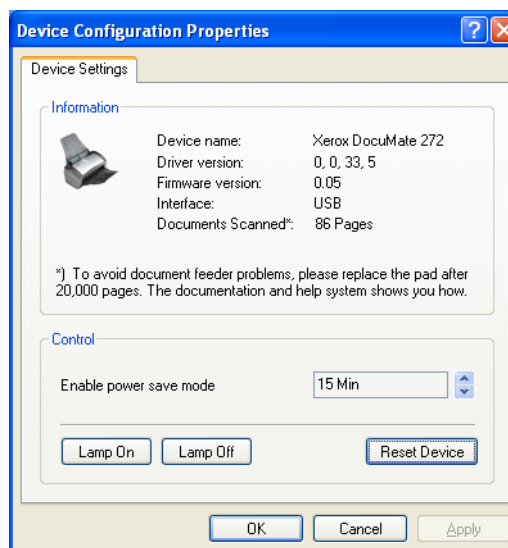 Device Configuration Properties
Device Settings
Information
Device name: Xerox DocuMate 272
Driver version: 0, 0, 33, 5
Firmware version: 0.05
Interface: USB
Documents Scanned*: 86 Pages
*) To avoid document feeder problems, please replace the pad after
20,000 pages. The documentation and help system shows you how.
Control
Enable power save mode 15 Min
Lamp On Lamp Off Reset Device
OK Cancel Apply